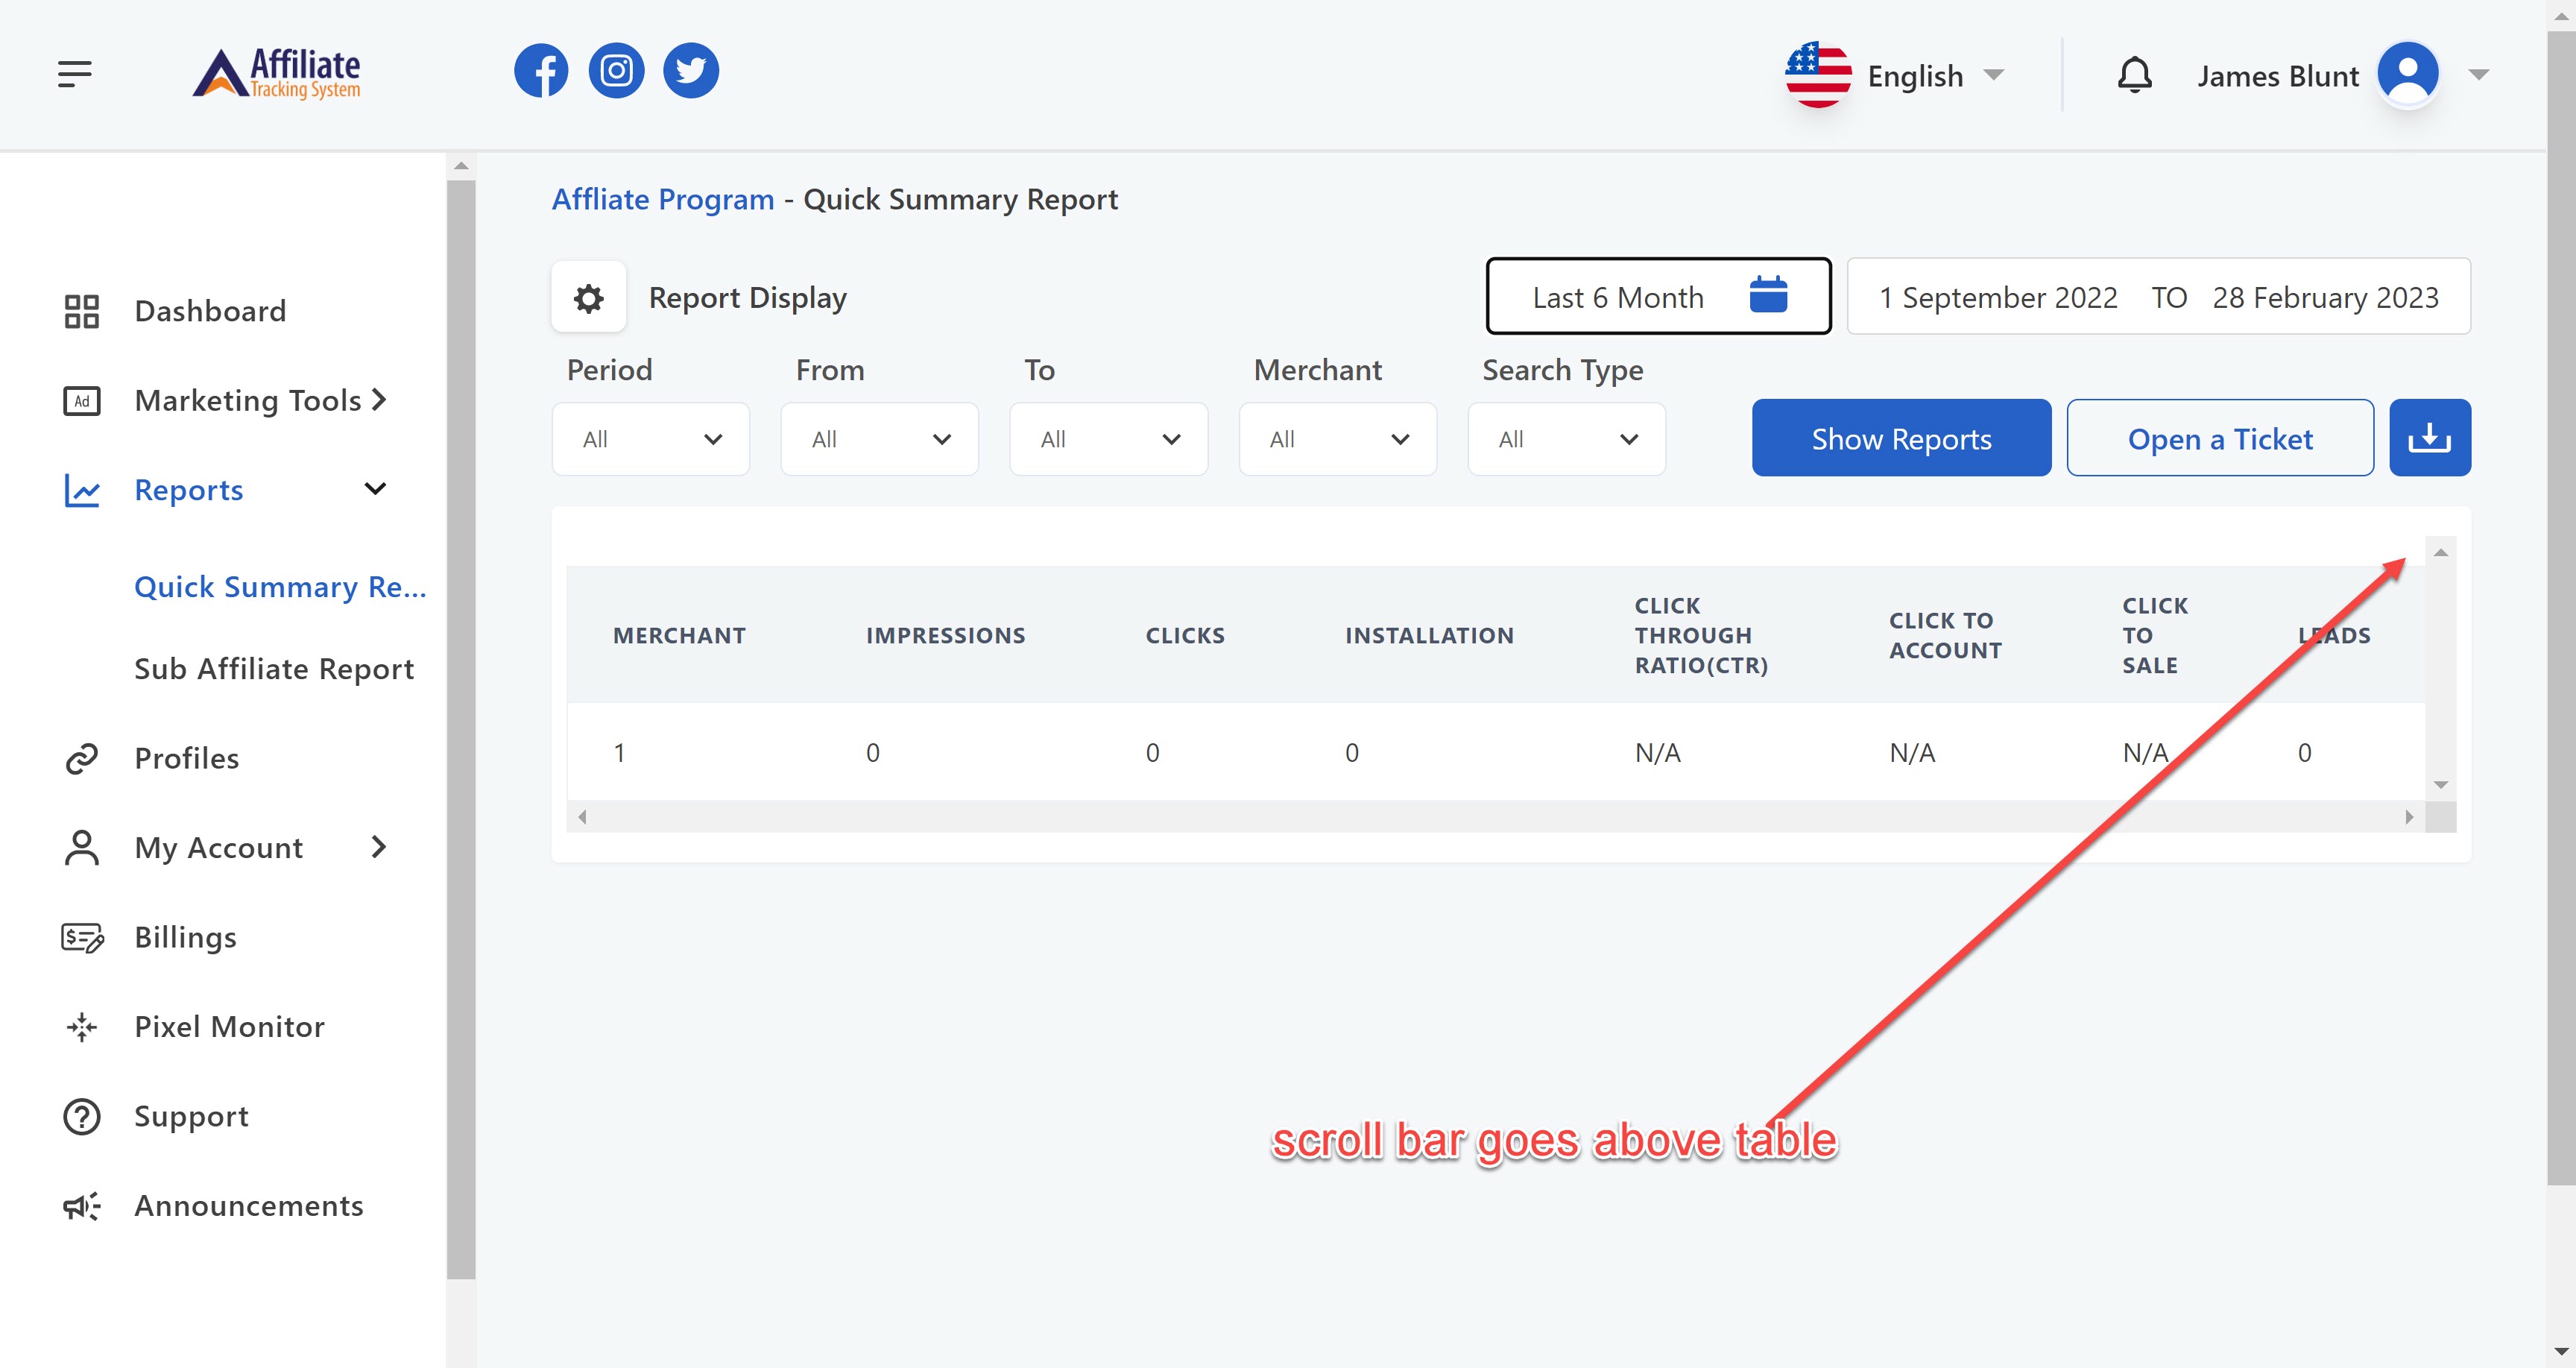 Affiliate
Tracking System
English
James Blunt
Affliate Program - Quick Summary Report
Report Display
Last 6 Month
1 September 2022 TO 28 February 2023
Period From To Merchant Search Type
All All All All All
Show Reports Open a Ticket
Dashboard
Ad Marketing Tools
Reports
Quick Summary Re...
Sub Affiliate Report
Profiles
My Account
$ Billings
Pixel Monitor
? Support
Announcements
MERCHANT IMPRESSIONS CLICKS INSTALLATION CLICK THROUGH RATIO(CTR) CLICK TO ACCOUNT CLICK TO SALE LEADS
1 0 0 0 N/A N/A N/A 0
scroll bar goes above table